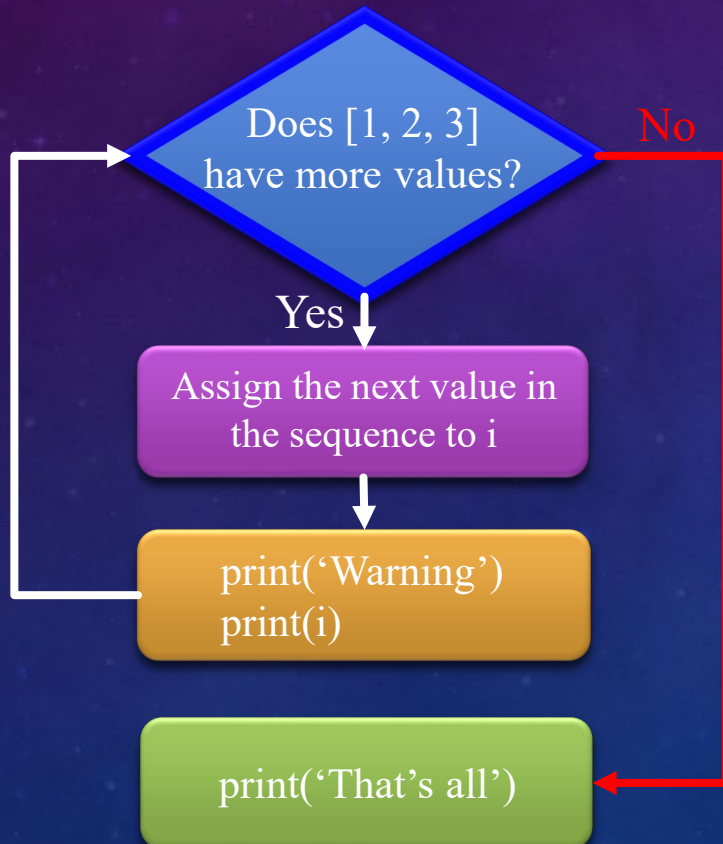 Does [1, 2, 3]
have more values?
No
Yes
Assign the next value in
the sequence to i
print(‘Warning’)
print(i)
print(‘That’s all’)